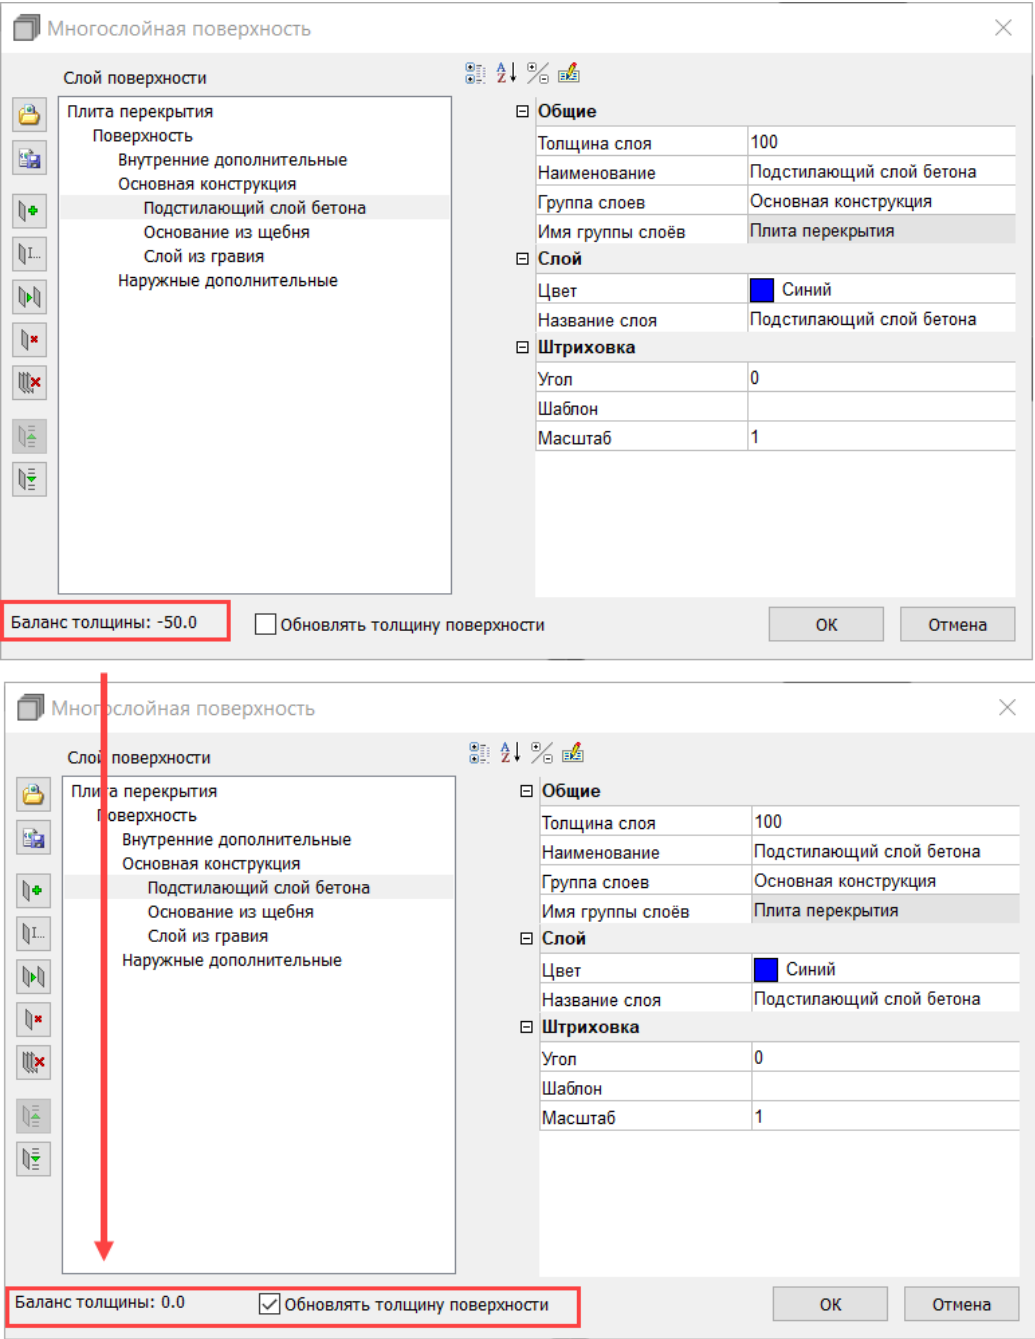 Многослойная поверхность
Слой поверхности
Плита перекрытия
Поверхность
Внутренние дополнительные
Основная конструкция
Подстилающий слой бетона
Основание из щебня
Слой из гравия
Наружные дополнительные
Общие
Толщина слоя 100
Наименование Подстилающий слой бетона
Группа слоев Основная конструкция
Имя группы слоёв Плита перекрытия
Слой
Цвет Синий
Название слоя Подстилающий слой бетона
Штриховка
Угол 0
Шаблон
Масштаб 1
Баланс толщины: -50.0 Обновлять толщину поверхности ОК Отмена
Многослойная поверхность
Слой поверхности
Плита перекрытия
Поверхность
Внутренние дополнительные
Основная конструкция
Подстилающий слой бетона
Основание из щебня
Слой из гравия
Наружные дополнительные
Общие
Толщина слоя 100
Наименование Подстилающий слой бетона
Группа слоев Основная конструкция
Имя группы слоёв Плита перекрытия
Слой
Цвет Синий
Название слоя Подстилающий слой бетона
Штриховка
Угол 0
Шаблон
Масштаб 1
Баланс толщины: 0.0 Обновлять толщину поверхности ОК Отмена